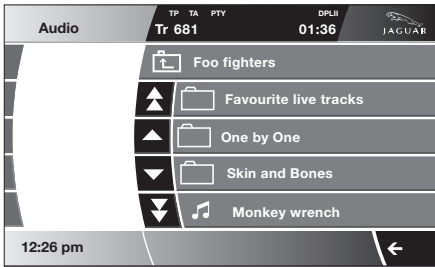 TP TA PTY DPLII
Audio Tr 681 01:36 JAGUAR
Foo fighters
Favourite live tracks
One by One
Skin and Bones
Monkey wrench
12:26 pm